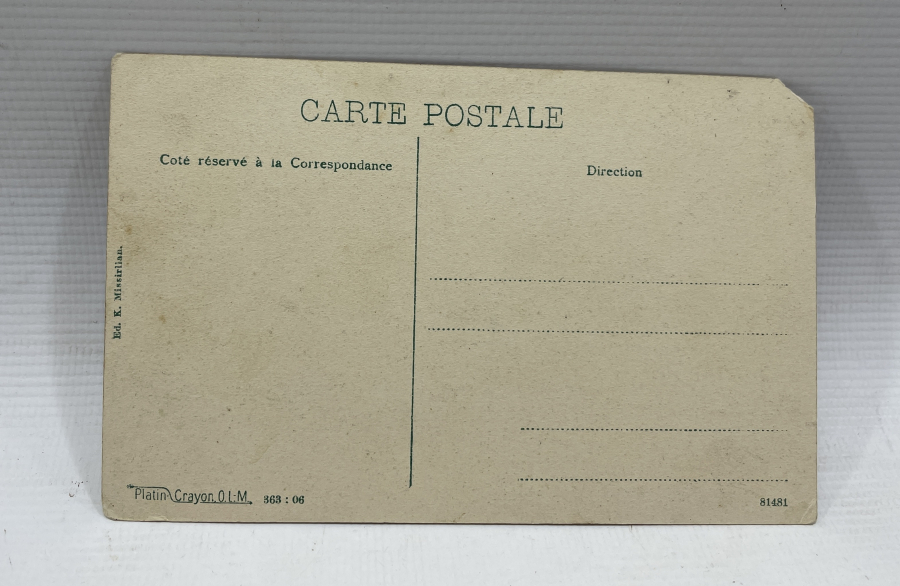 CARTE POSTALE
Coté réservé à la Correspondance
Direction
Ed. K. Missirlian.
Platin Crayon. O. L.-M. 363 : 06
81481